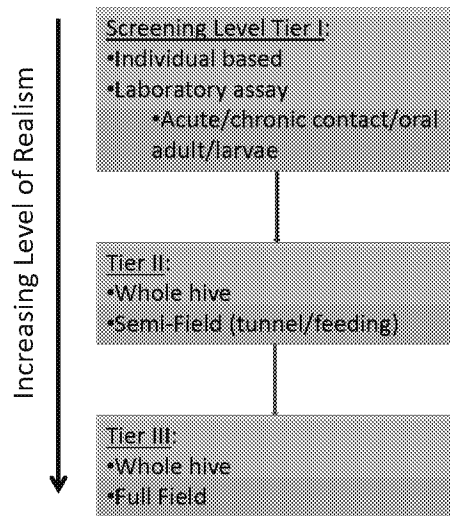 Increasing Level of Realism
Screening Level Tier I:
•Individual based
•Laboratory assay
•Acute/chronic contact/oral
adult/larvae
Tier II:
•Whole hive
•Semi-Field (tunnel/feeding)
Tier III:
•Whole hive
•Full Field